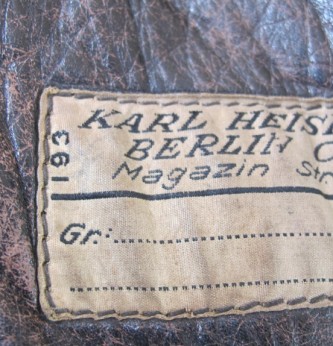 193
KARL HEIS
BERLIN C
Magazin Str
Gr.: